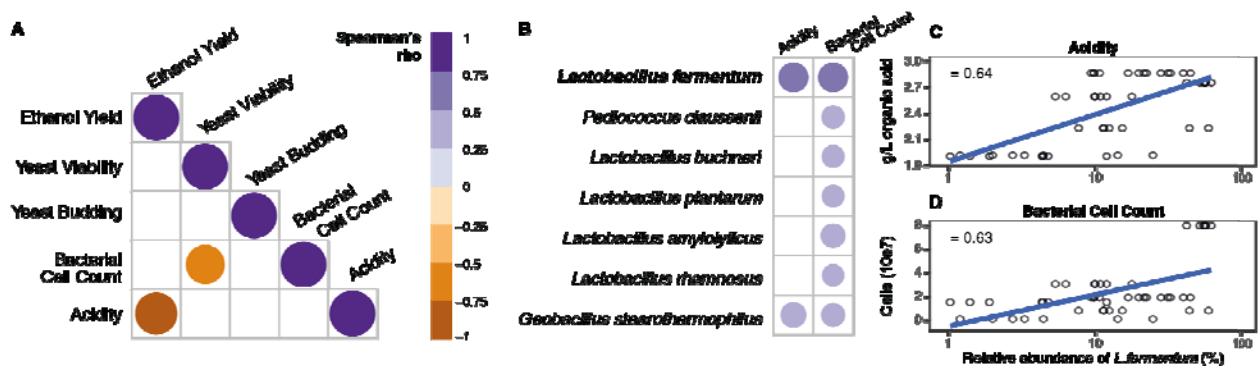 A
Spearman's
rho
Ethanol Yield
Yeast Viability
Yeast Budding
Bacterial
Cell Count
Acidity
Ethanol Yield
Yeast Viability
Yeast Budding
Bacterial
Cell Count
Acidity
1
0.75
0.5
0.25
0
−0.25
−0.5
−0.75
−1
B
Acidity
Bacterial
Cell Count
Lactobacillus fermentum
Pediococcus claussenii
Lactobacillus buchneri
Lactobacillus plantarum
Lactobacillus amylolyticus
Lactobacillus rhamnosus
Geobacillus stearothermophilus
C
Acidity
= 0.64
g/L organic acid
3.0
2.7
2.4
2.1
1.8
1
10
100
D
Bacterial Cell Count
= 0.63
Cells (10e7)
8
6
4
2
0
1
10
100
Relative abundance of L.fermentum (%)